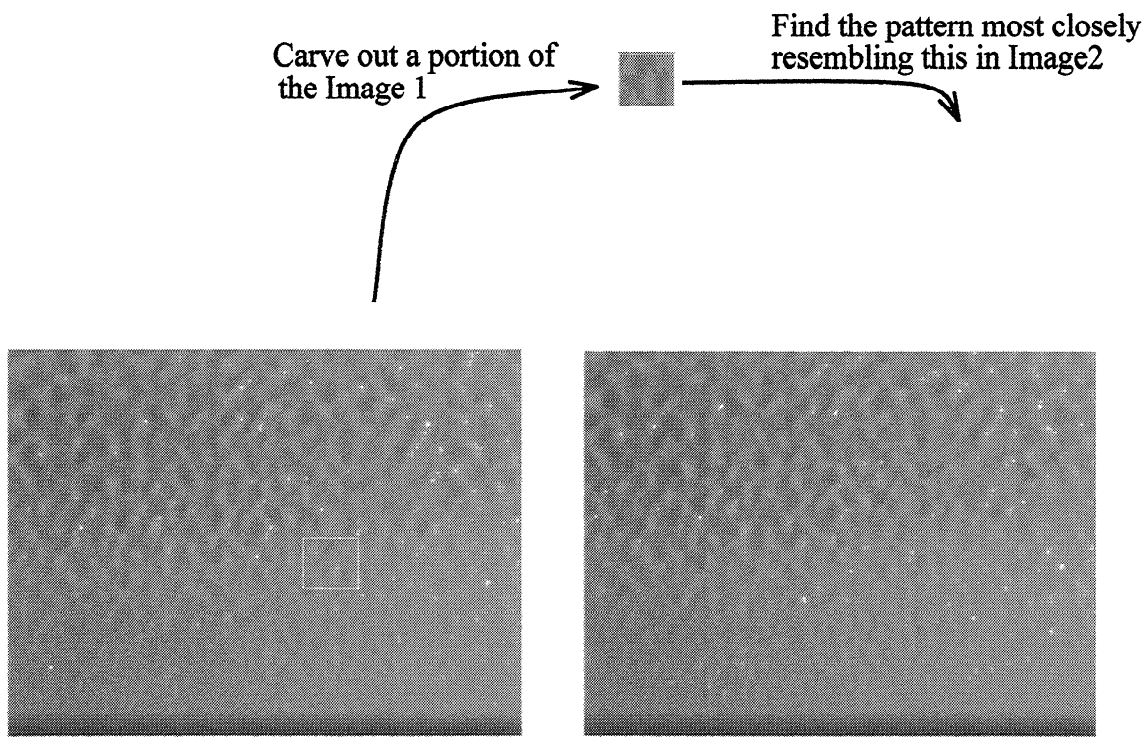 Carve out a portion of
the Image 1
Find the pattern most closely
resembling this in Image2